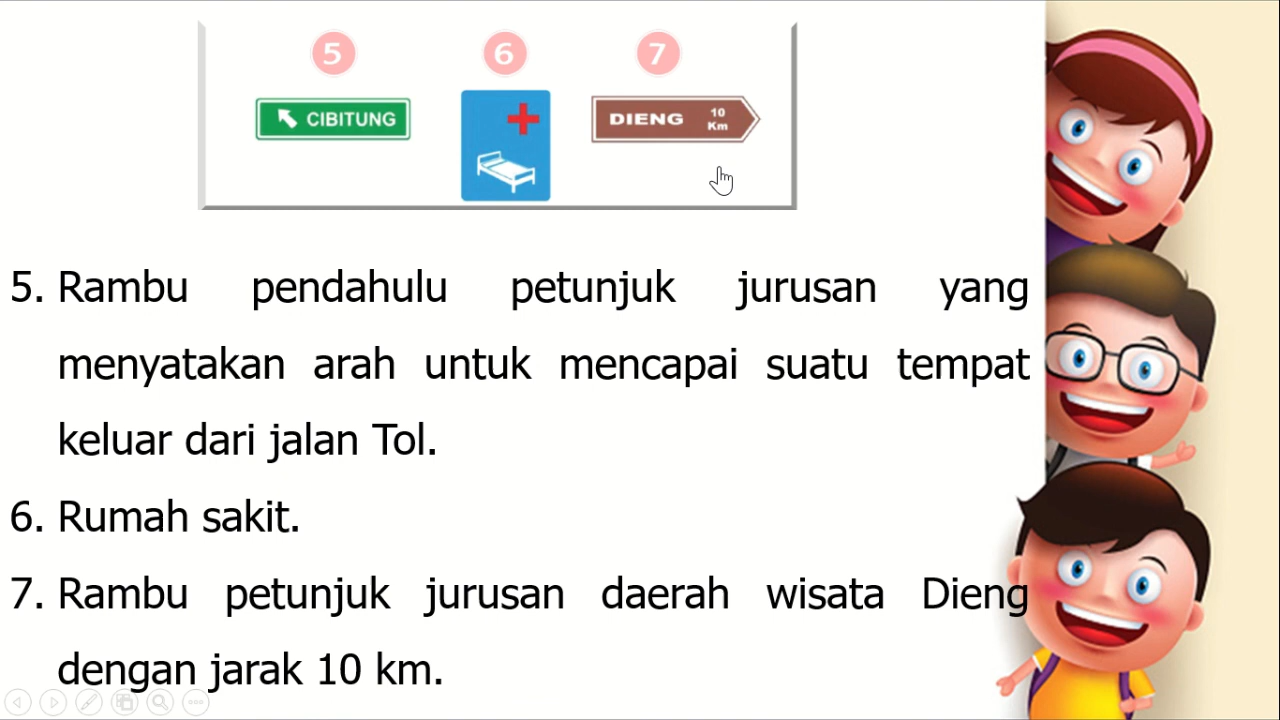 5 6 7
CIBITUNG
DIENG 10 Km
5. Rambu pendahulu petunjuk jurusan yang
menyatakan arah untuk mencapai suatu tempat
keluar dari jalan Tol.
6. Rumah sakit.
7. Rambu petunjuk jurusan daerah wisata Dieng
dengan jarak 10 km.